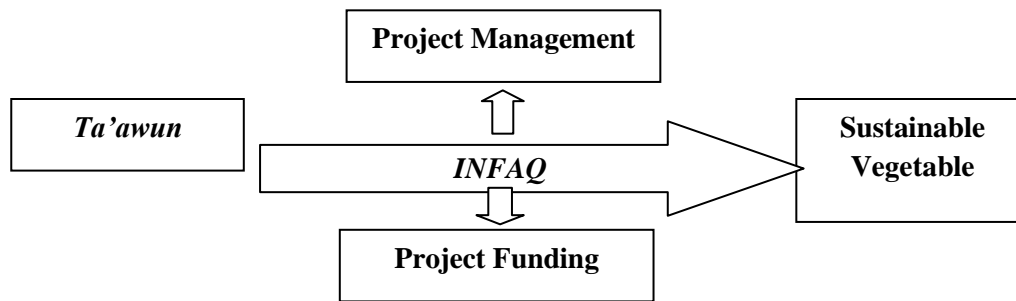 Project Management
Ta’awun
Sustainable
Vegetable
INFAQ
Project Funding